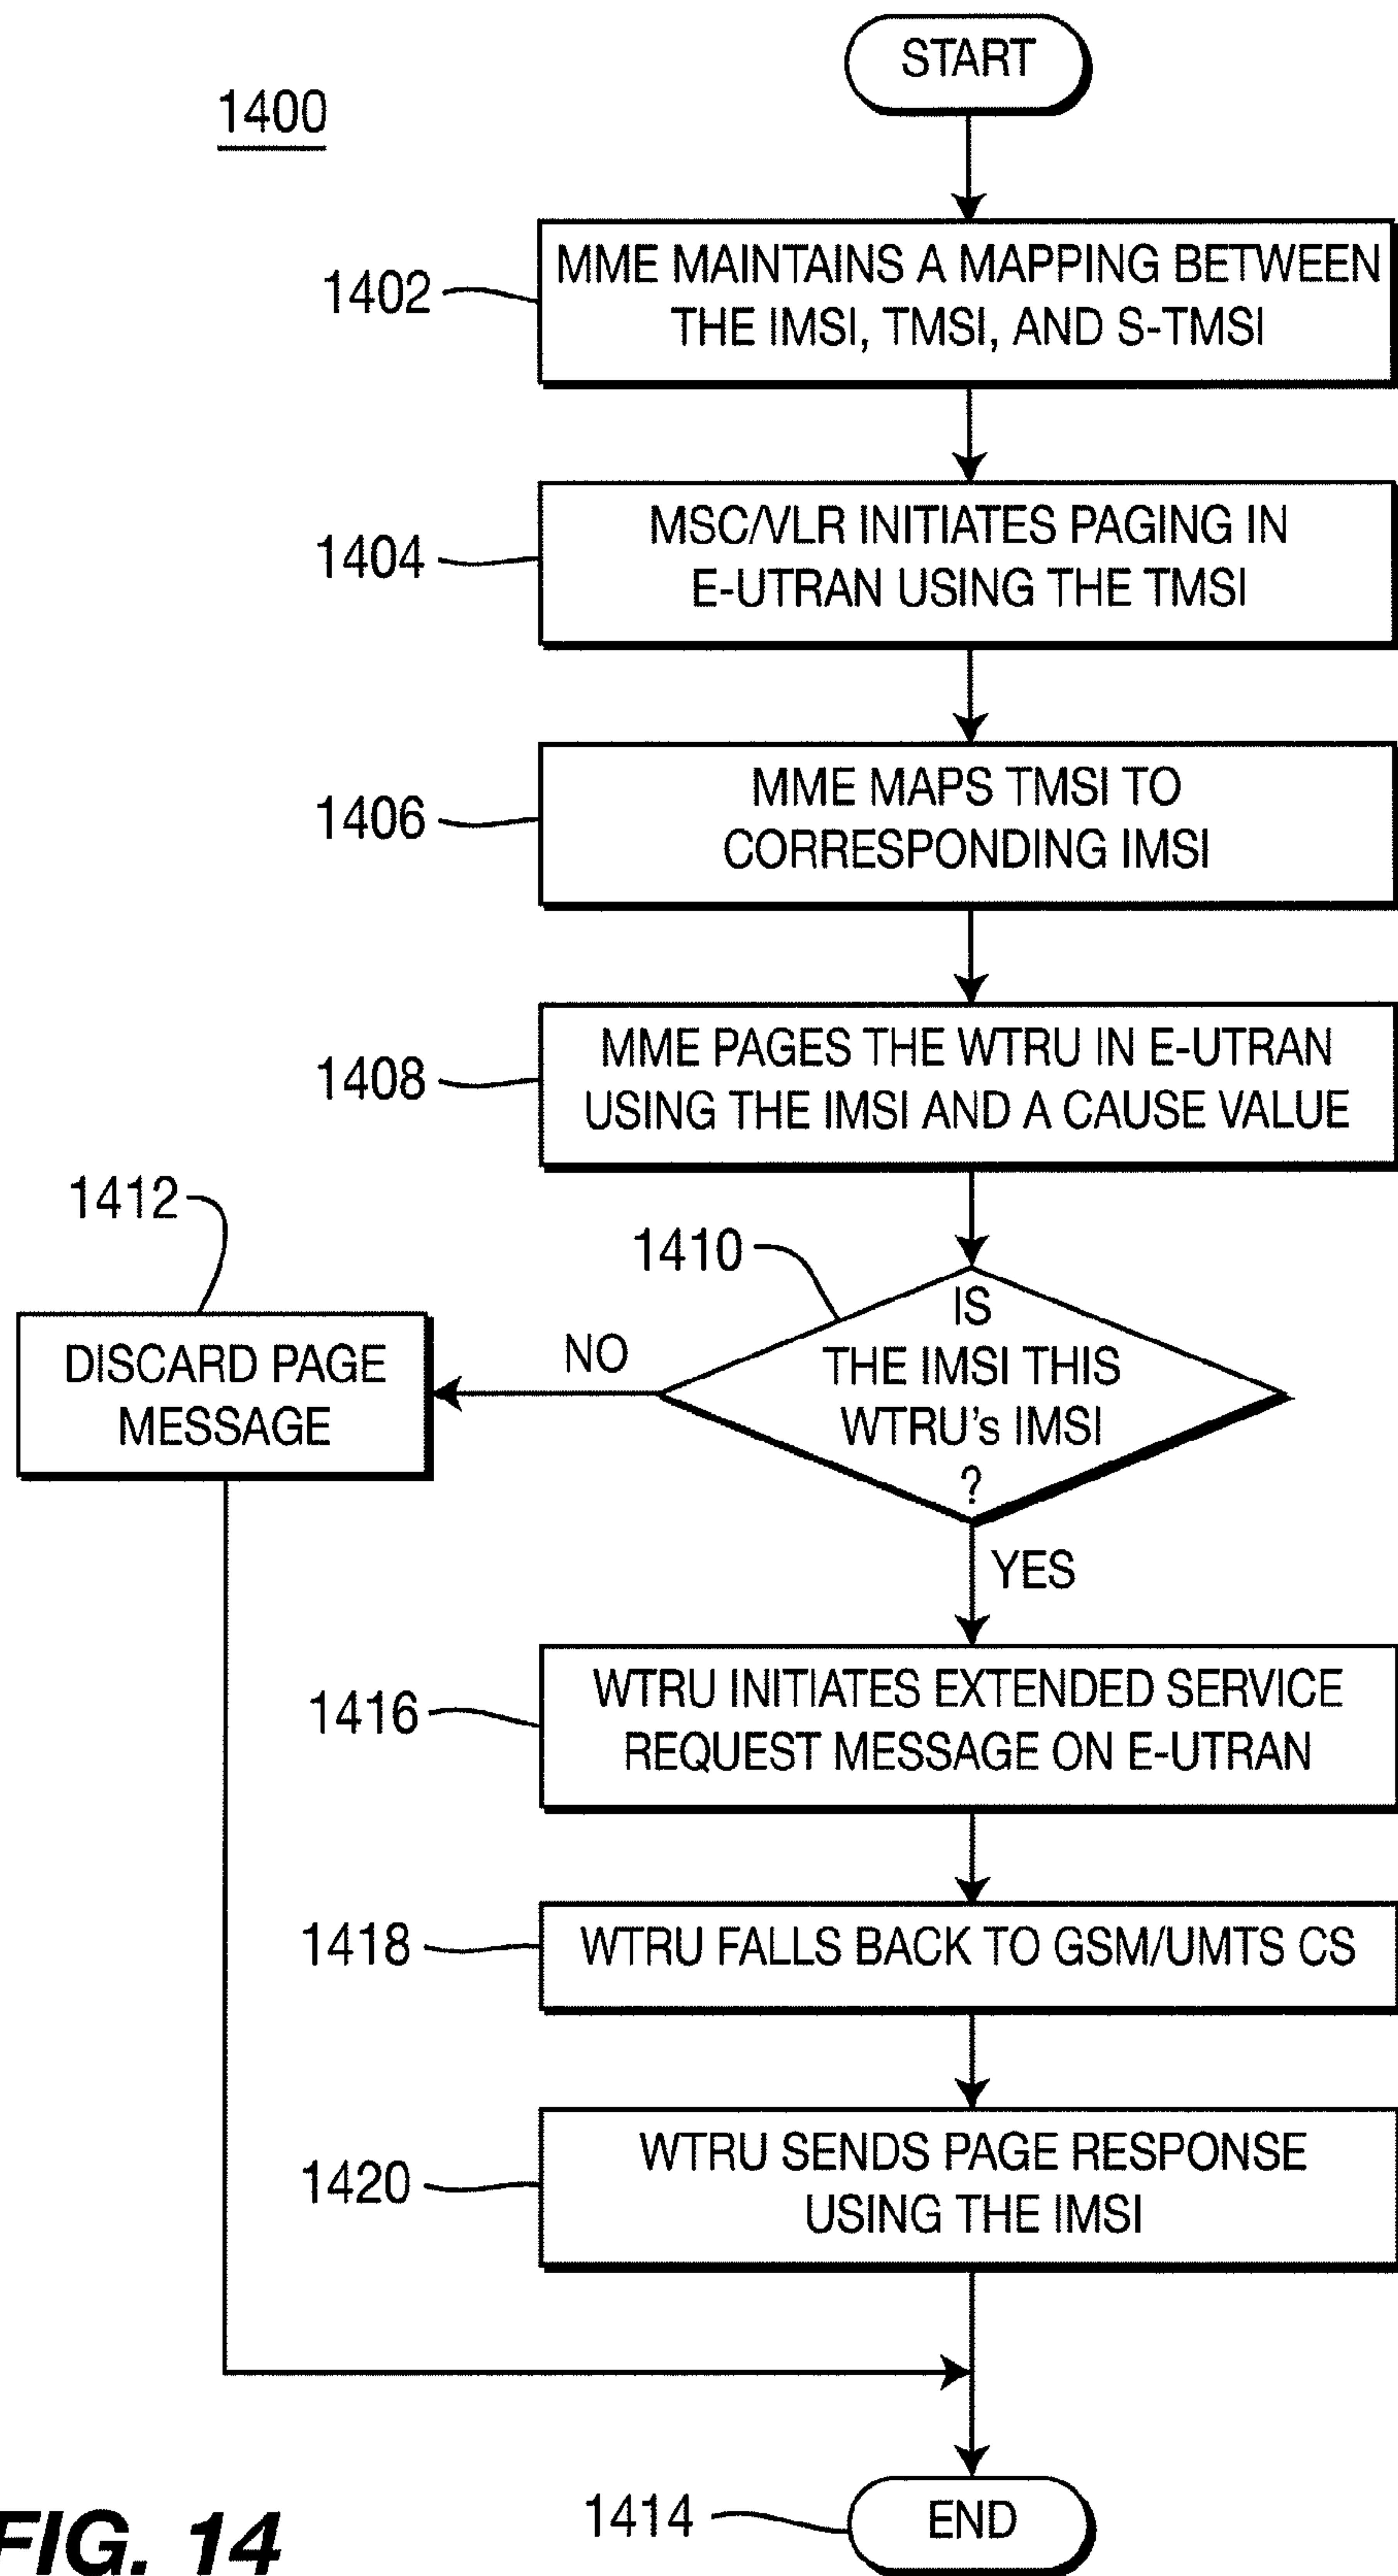 START
1400
1402
MME MAINTAINS A MAPPING BETWEEN
THE IMSI, TMSI, AND S-TMSI
1404
MSC/VLR INITIATES PAGING IN
E-UTRAN USING THE TMSI
1406
MME MAPS TMSI TO
CORRESPONDING IMSI
1408
MME PAGES THE WTRU IN E-UTRAN
USING THE IMSI AND A CAUSE VALUE
1412
1410
DISCARD PAGE
MESSAGE
NO
IS
THE IMSI THIS
WTRU's IMSI
?
YES
1416
WTRU INITIATES EXTENDED SERVICE
REQUEST MESSAGE ON E-UTRAN
1418
WTRU FALLS BACK TO GSM/UMTS CS
1420
WTRU SENDS PAGE RESPONSE
USING THE IMSI
1414
END
FIG. 14